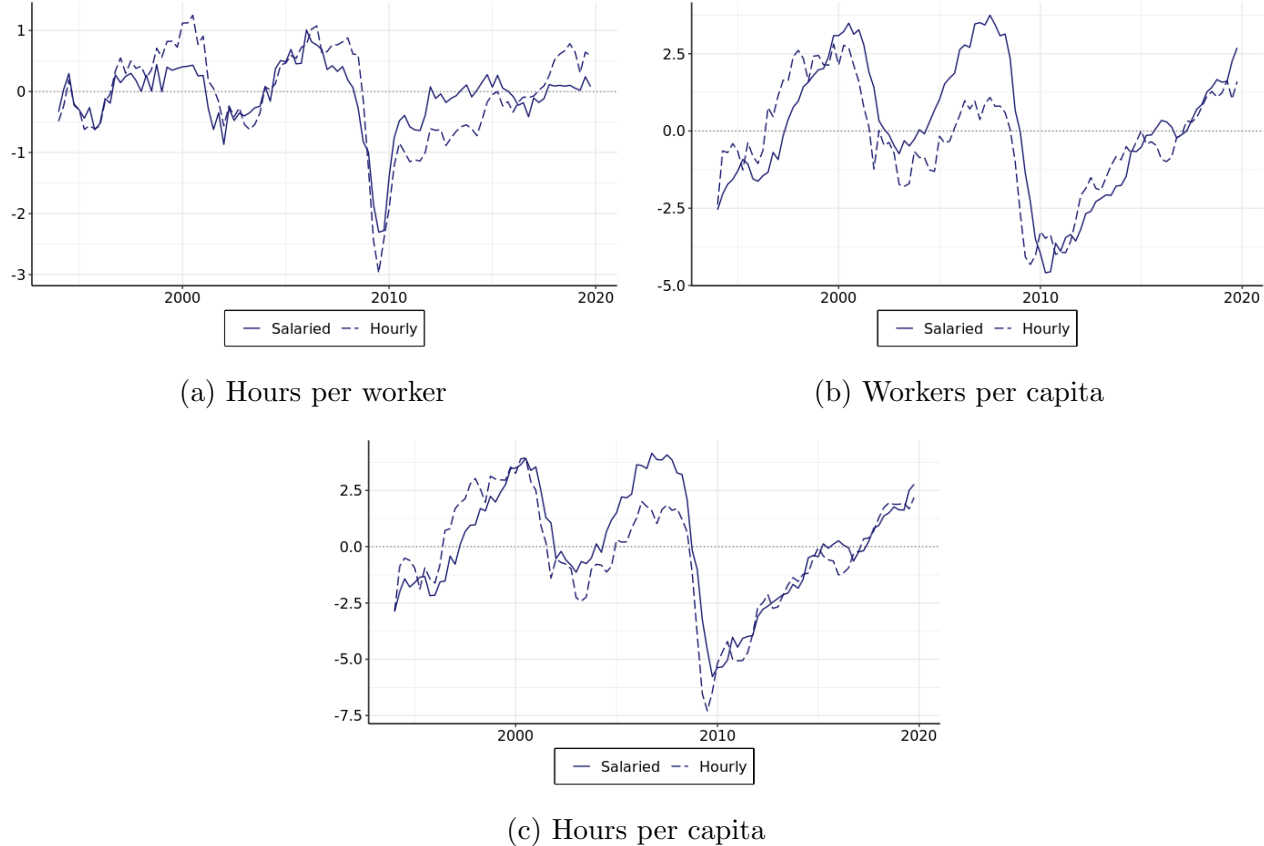 1
0
-1
-2
-3
2000 2010 2020
Salaried Hourly
(a) Hours per worker
2.5
0.0
-2.5
-5.0
2000 2010 2020
Salaried Hourly
(b) Workers per capita
2.5
0.0
-2.5
-5.0
-7.5
2000 2010 2020
Salaried Hourly
(c) Hours per capita